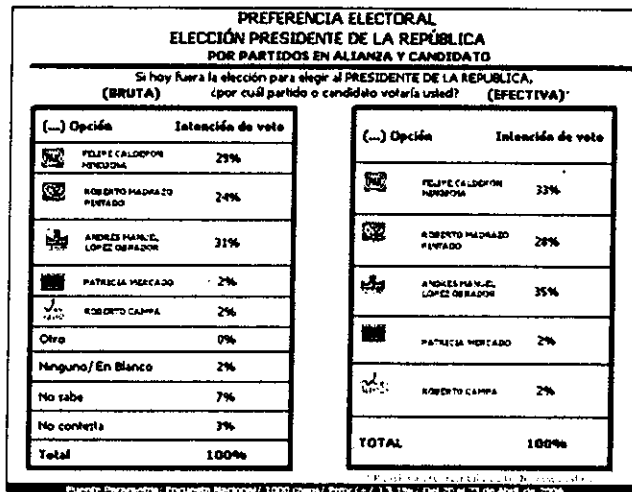 PREFERENCIA ELECTORAL
ELECCIÓN PRESIDENTE DE LA REPÚBLICA
POR PARTIDOS EN ALIANZA Y CANDIDATO
Si hoy fuera la elección para elegir al PRESIDENTE DE LA REPUBLICA,
¿por cuál partido o candidato votaría usted?
(BRUTA)
(...) Opción Intención de voto
FELIPE CALDERON HINOJOSA 29%
ROBERTO MADRAZO PINTADO 24%
ANDRES MANUEL LOPEZ OBRADOR 31%
PATRICIA MERCADO 2%
ROBERTO CAMPA 2%
Otro 0%
Ninguno/ En Blanco 2%
No sabe 7%
No contesta 3%
Total 100%
(EFECTIVA)*
(...) Opción Intención de voto
FELIPE CALDERON HINOJOSA 33%
ROBERTO MADRAZO PINTADO 28%
ANDRES MANUEL LOPEZ OBRADOR 35%
PATRICIA MERCADO 2%
ROBERTO CAMPA 2%
TOTAL 100%